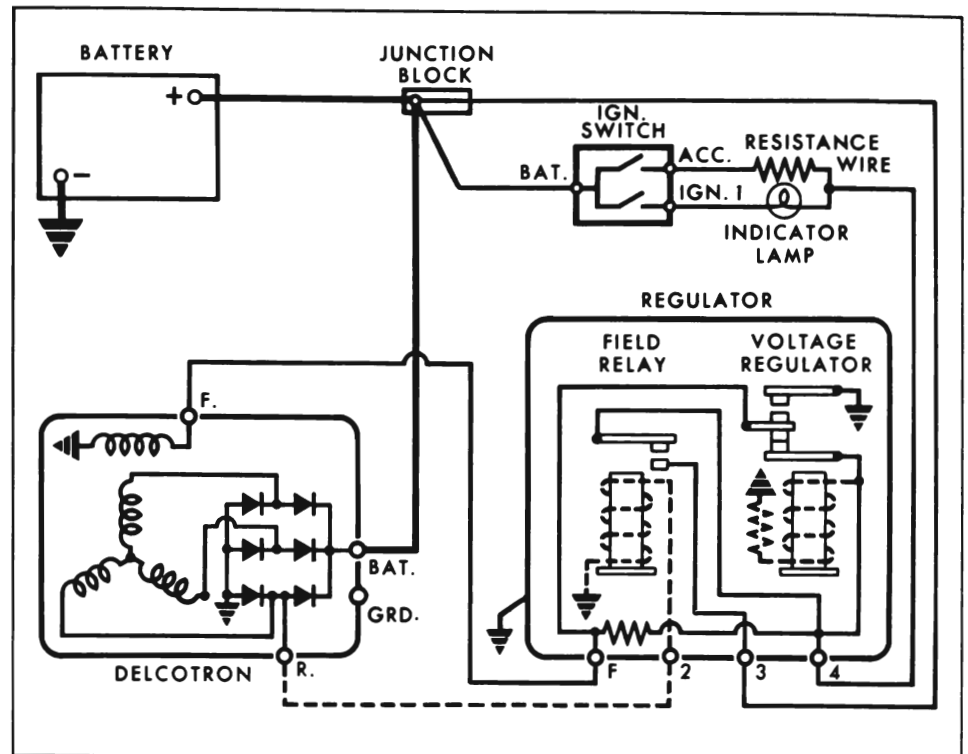 BATTERY
JUNCTION
BLOCK
+
−
IGN.
SWITCH
BAT.
ACC.
IGN. 1
RESISTANCE
WIRE
INDICATOR
LAMP
REGULATOR
FIELD
RELAY
VOLTAGE
REGULATOR
F.
BAT.
GRD.
R.
DELCOTRON
F
2
3
4